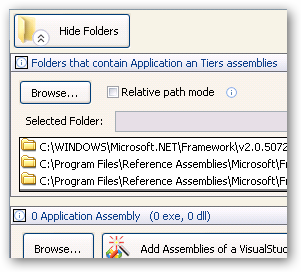 Hide Folders
Folders that contain Application an Tiers assemblies
Browse... Relative path mode
Selected Folder:
C:\WINDOWS\Microsoft.NET\Framework\v2.0.5072
C:\Program Files\Reference Assemblies\Microsoft\Fr
C:\Program Files\Reference Assemblies\Microsoft\Fr
0 Application Assembly (0 exe, 0 dll)
Browse... Add Assemblies of a VisualStud